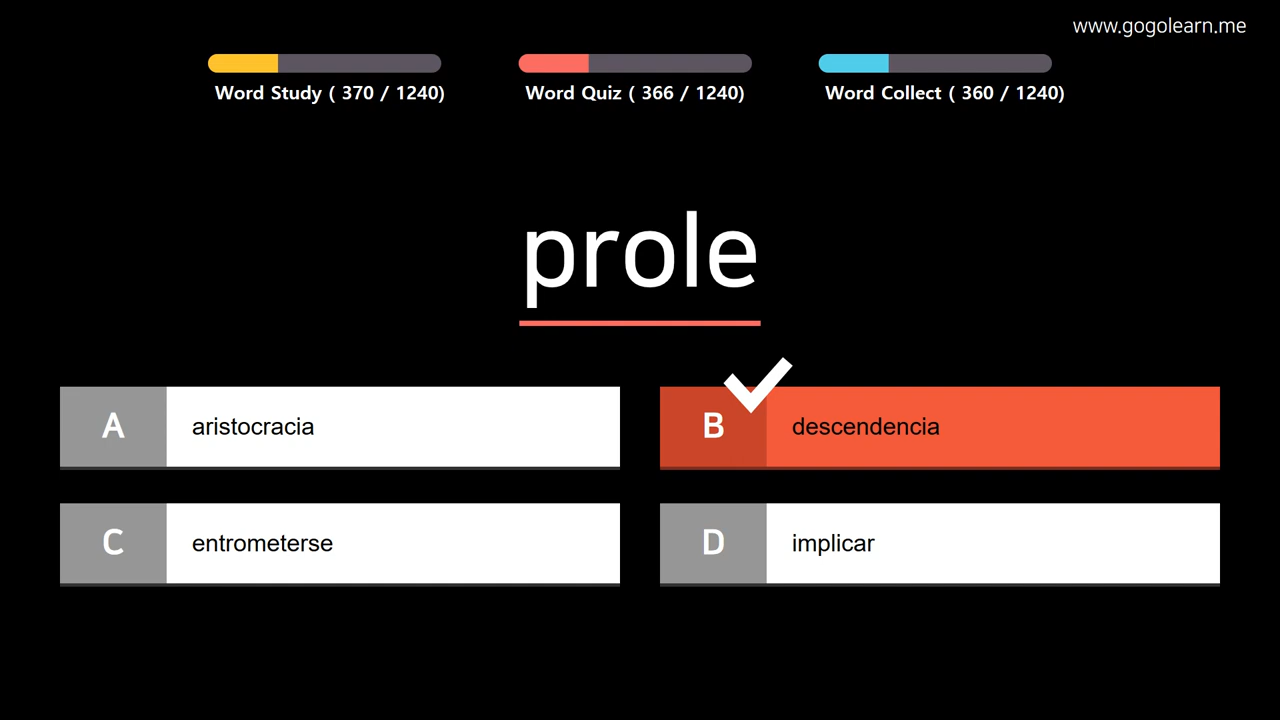 www.gogolearn.me
Word Study ( 370 / 1240)
Word Quiz ( 366 / 1240)
Word Collect ( 360 / 1240)
prole
A
aristocracia
B
descendencia
C
entrometerse
D
implicar